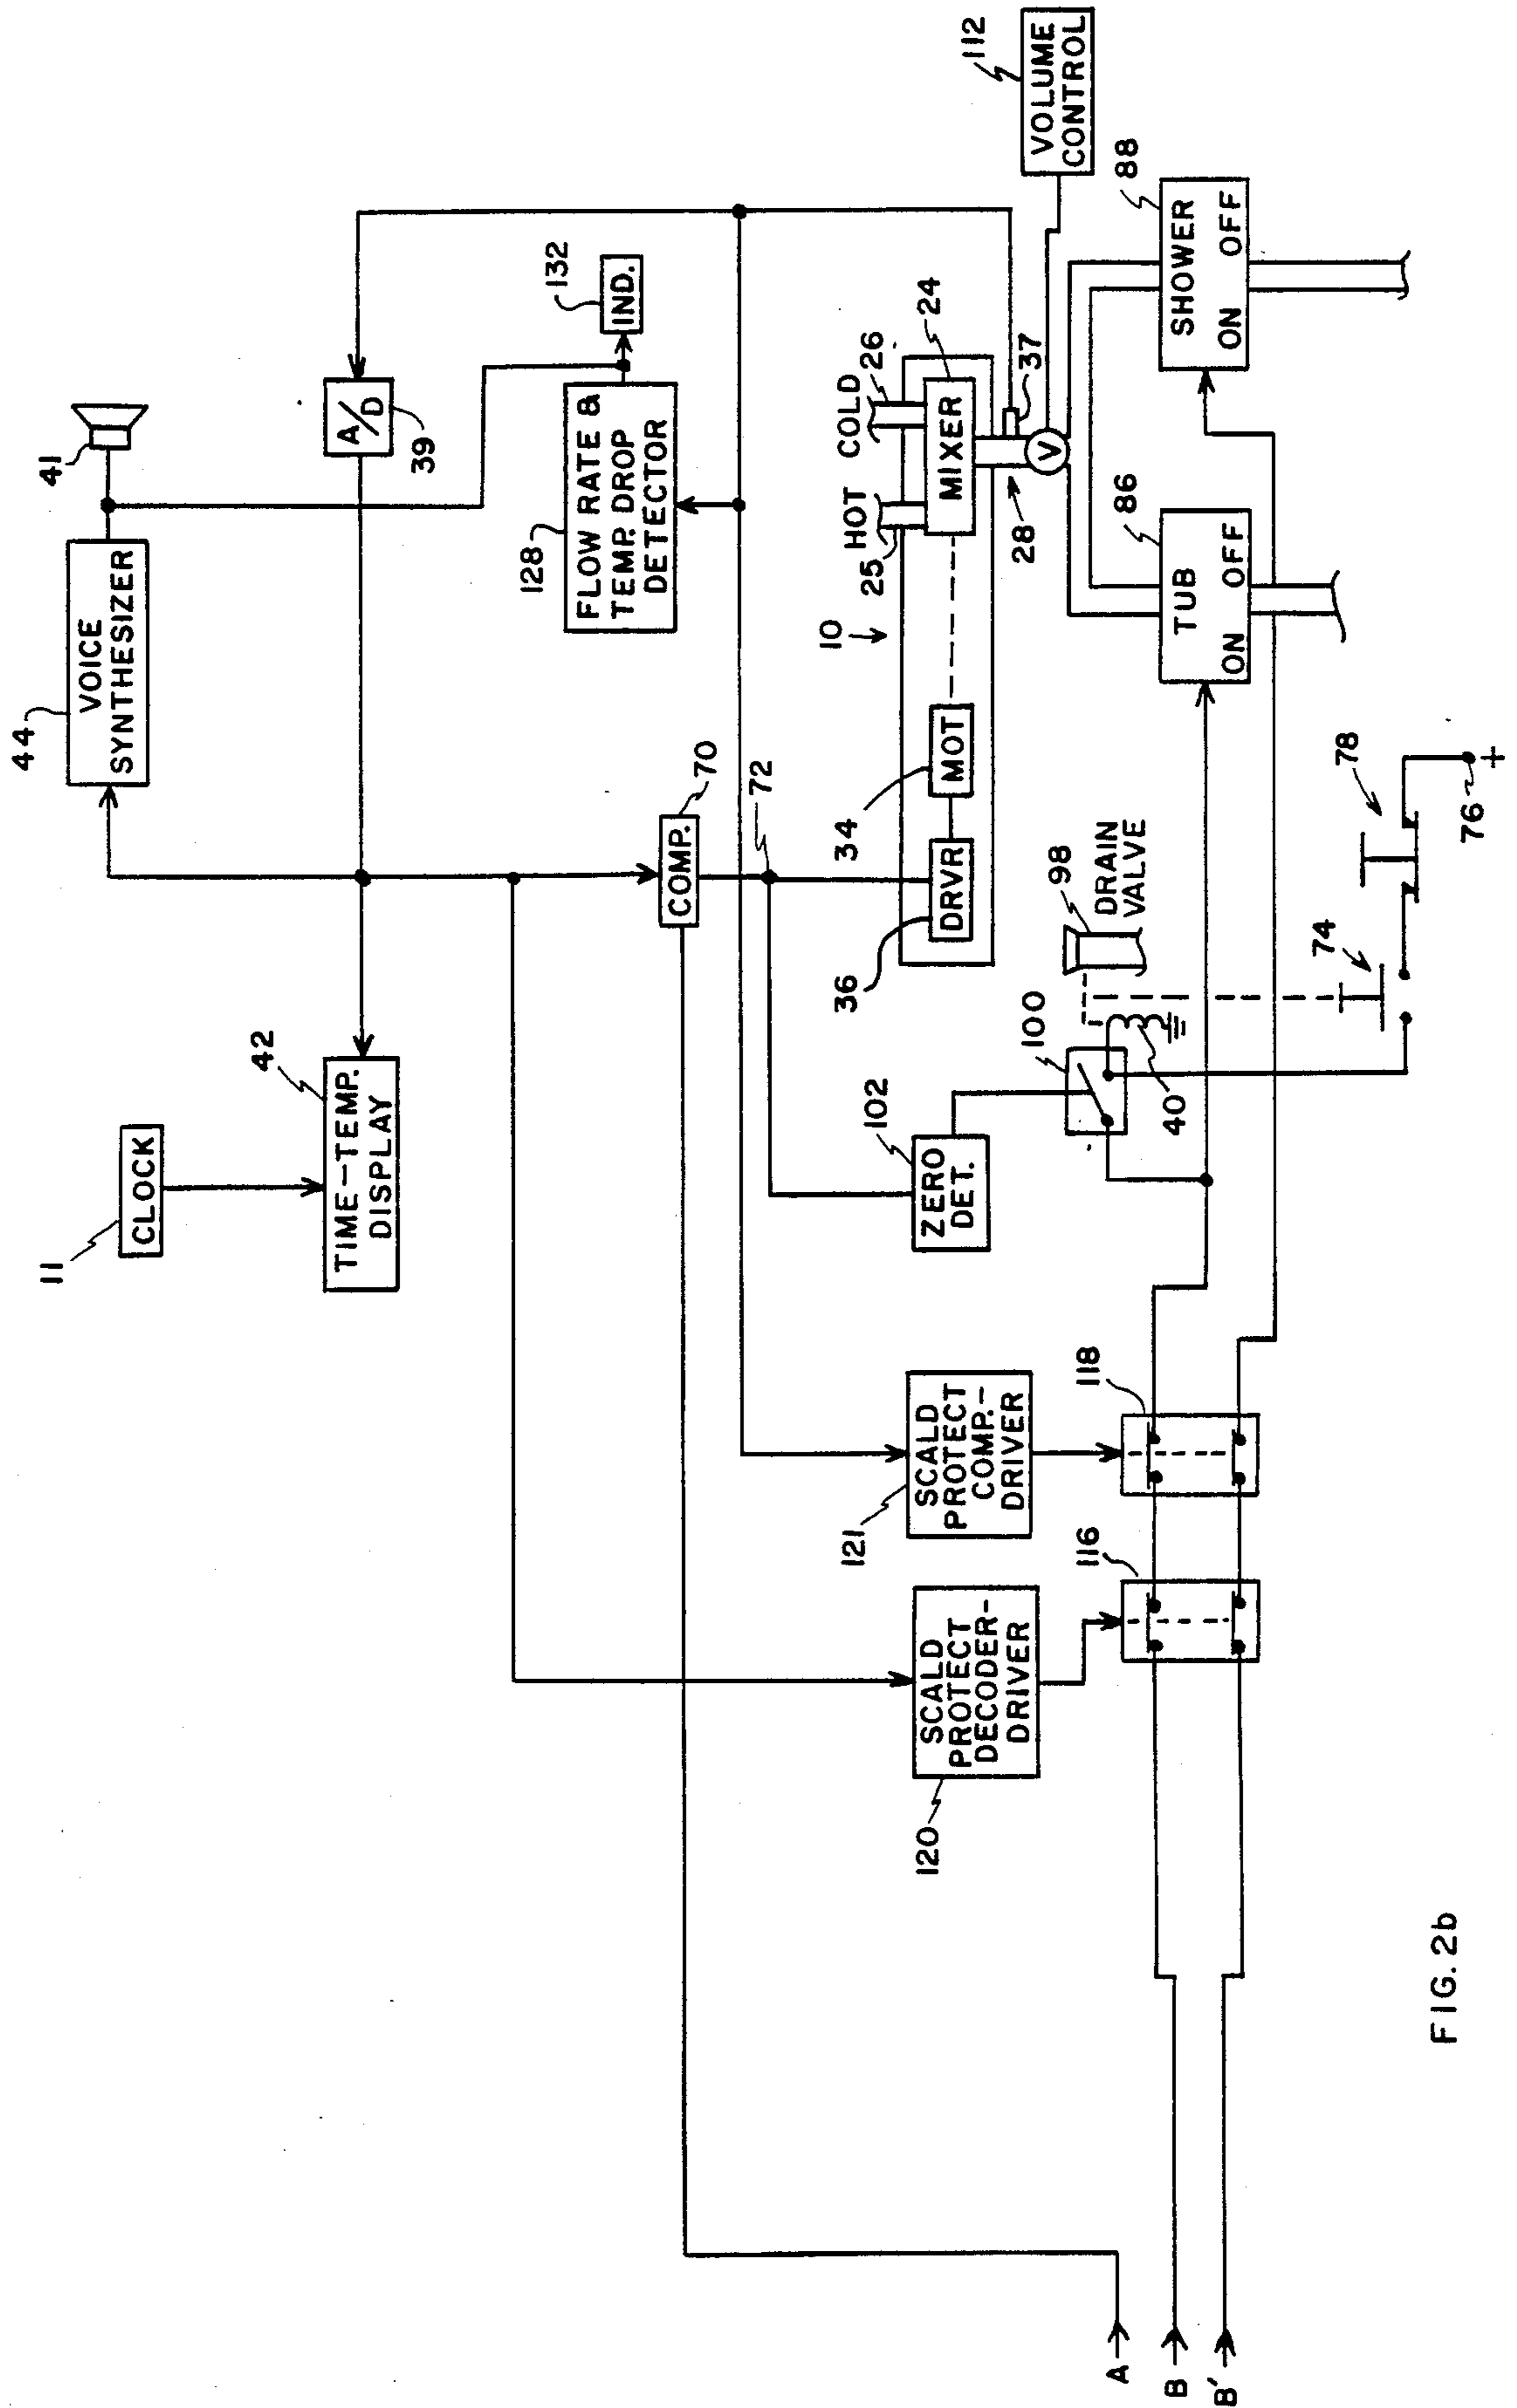 11
CLOCK
42
TIME-TEMP.
DISPLAY
44
VOICE
SYNTHESIZER
41
A/D
39
128
FLOW RATE &
TEMP. DROP
DETECTOR
132
IND.
COMP.
70
72
10
HOT
25
COLD
26
MIXER
24
34
MOT
36
DRVR
28
37
V
112
VOLUME
CONTROL
86
TUB
ON OFF
88
SHOWER
ON OFF
102
ZERO
DET.
100
40
98
DRAIN
VALVE
74
78
76
+
121
SCALD
PROTECT
COMP.-
DRIVER
118
120
SCALD
PROTECT
DECODER-
DRIVER
116
A
B
B'
FIG. 2b